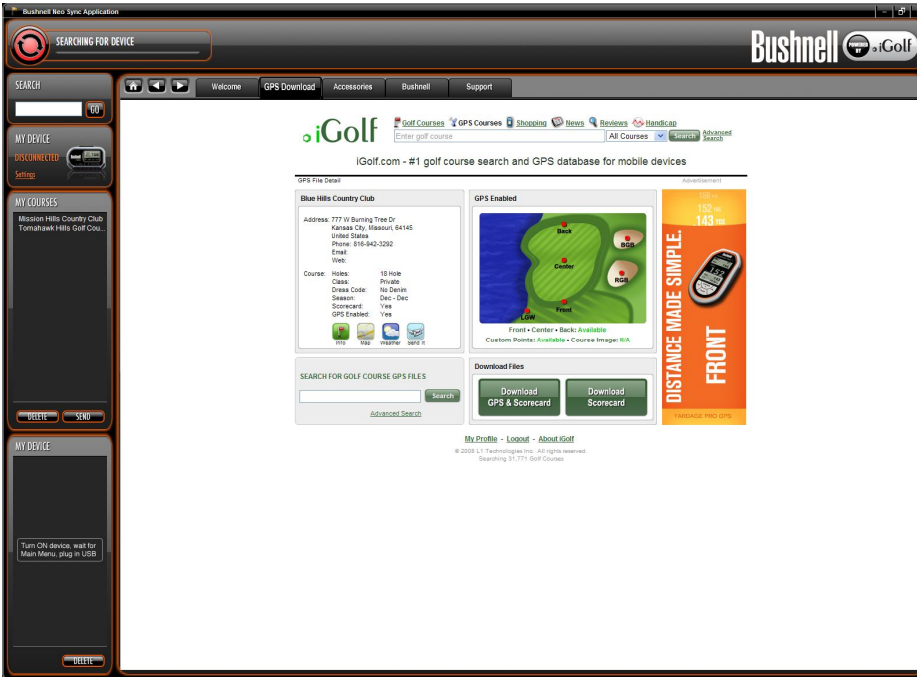 Bushnell Neo Sync Application
SEARCHING FOR DEVICE
Bushnell POWERED BY iGolf
SEARCH
GO
Welcome GPS Download Accessories Bushnell Support
MY DEVICE
DISCONNECTED
Settings
MY COURSES
Mission Hills Country Club
Tomahawk Hills Golf Cou...
DELETE SEND
MY DEVICE
Turn ON device, wait for
Main Menu, plug in USB
DELETE
iGolf
Golf Courses GPS Courses Shopping News Reviews Handicap
Enter golf course All Courses Search Advanced
Search
iGolf.com - #1 golf course search and GPS database for mobile devices
GPS File Detail
Advertisement
Blue Hills Country Club
Address: 777 W Burning Tree Dr
Kansas City, Missouri, 64145
United States
Phone: 816-942-3292
Email:
Web:
Course: Holes: 18 Hole
Class: Private
Dress Code: No Denim
Season: Dec - Dec
Scorecard: Yes
GPS Enabled: Yes
Info Map Weather Send It
GPS Enabled
Back
BGB
Center
RGB
LGW
Front
Front • Center • Back: Available
Custom Points: Available • Course Image: N/A
SEARCH FOR GOLF COURSE GPS FILES
Search
Advanced Search
Download Files
Download
GPS & Scorecard
Download
Scorecard
152
143
DISTANCE MADE SIMPLE.
FRONT
YARDAGE PRO GPS
My Profile - Logout - About iGolf
© 2008 L1 Technologies Inc. All rights reserved.
Searching 31,771 Golf Courses